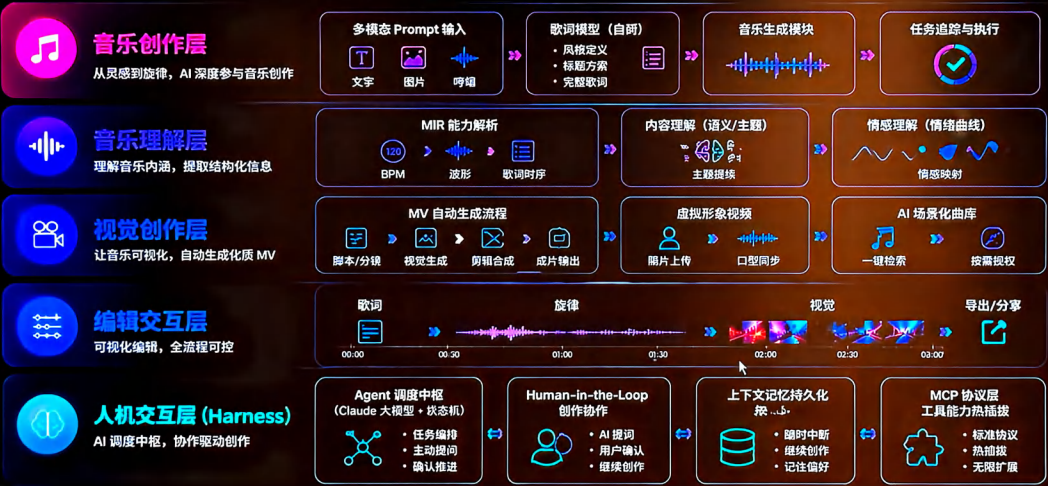 音乐创作层
从灵感到旋律，AI 深度参与音乐创作
多模态 Prompt 输入
文字
图片
哼唱
歌词模型（自研）
• 风格定义
• 标题方案
• 完整歌词
音乐生成模块
任务追踪与执行
音乐理解层
理解音乐内涵，提取结构化信息
MIR 能力解析
120
BPM
波形
歌词时序
内容理解（语义/主题）
主题提续
情感理解（情绪曲线）
情感映射
视觉创作层
让音乐可视化，自动生成化质 MV
MV 自动生成流程
脚本/分镜
视觉生成
剪辑合成
成片输出
虚拟形象视频
照片上传
口型同步
AI 场景化曲库
一键检索
按需授权
编辑交互层
可视化编辑，全流程可控
歌词
旋律
视觉
导出/分享
00:00
00:30
01:00
01:30
02:00
02:30
03:00
人机交互层 (Harness)
AI 调度中枢，协作驱动创作
Agent 调度中枢
（Claude 大模型 + 状态机）
• 任务编排
• 主动提问
• 确认推进
Human-in-the-Loop
创作协作
• AI 提词
• 用户确认
• 继续创作
上下文记忆持久化
• 随时中断
• 继续创作
• 记住偏好
MCP 协议层
工具能力热插拔
• 标准协议
• 热插拔
• 无限扩展